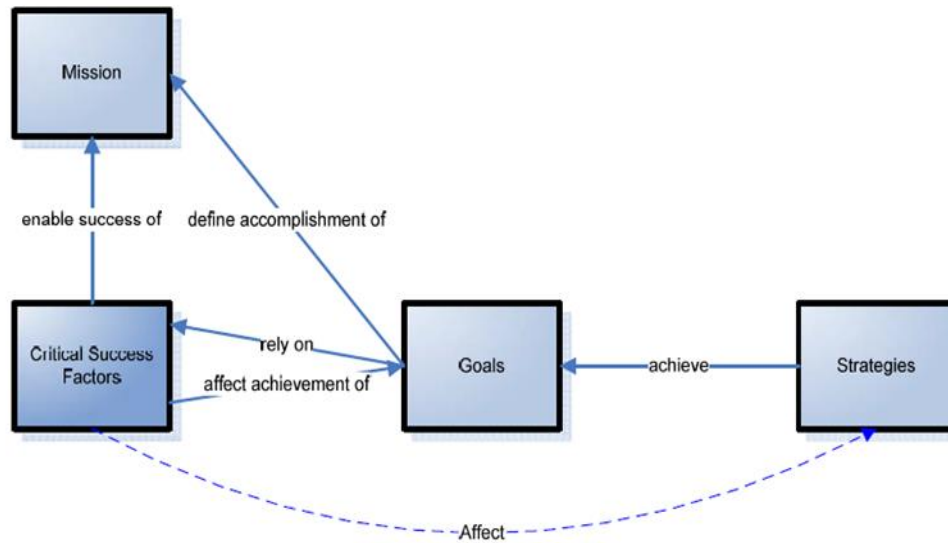 Mission
enable success of
define accomplishment of
Critical Success
Factors
rely on
affect achievement of
Goals
achieve
Strategies
Affect